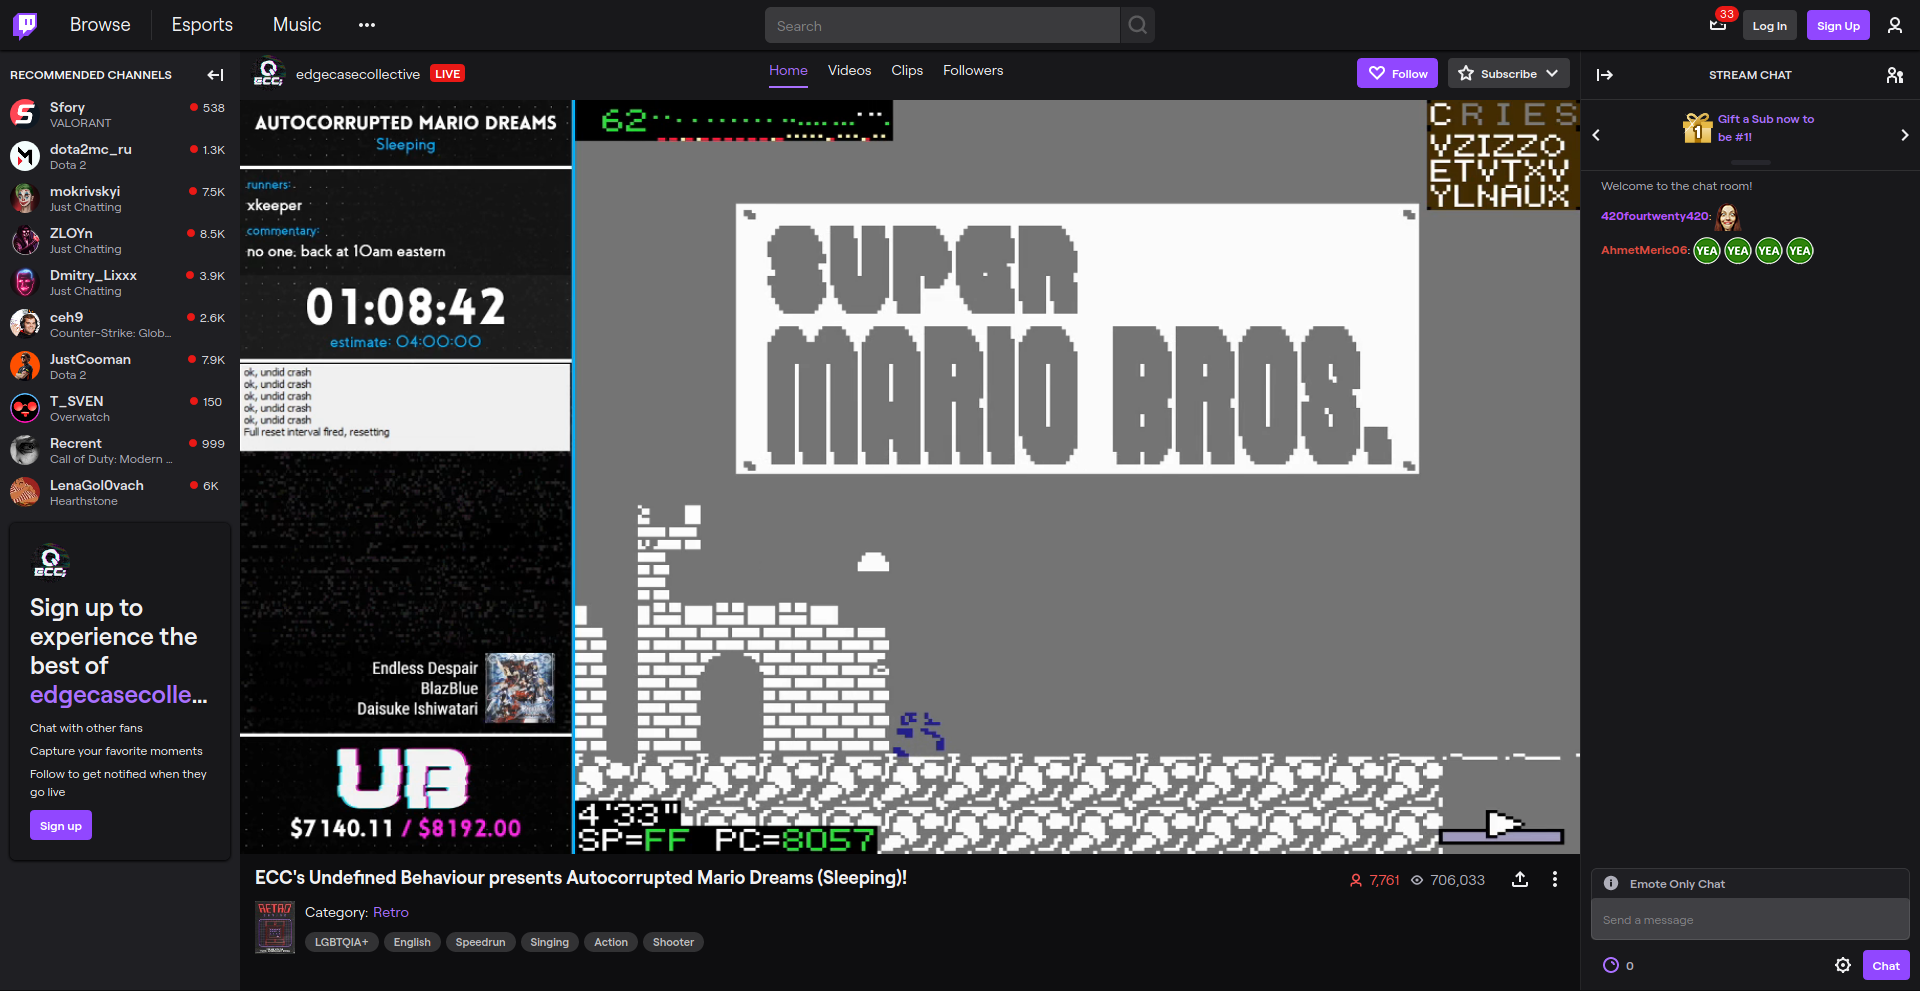 Browse
Esports
Music
Search
33
Log In
Sign Up
RECOMMENDED CHANNELS
Sfory
538
VALORANT
dota2mc_ru
1.3K
Dota 2
mokrivskyi
7.5K
Just Chatting
ZLOYn
8.5K
Just Chatting
Dmitry_Lixxx
3.9K
Just Chatting
ceh9
2.6K
Counter-Strike: Glob...
JustCooman
7.9K
Dota 2
T_SVEN
150
Overwatch
Recrent
999
Call of Duty: Modern ...
LenaGol0vach
6K
Hearthstone
ECC;
Sign up to
experience the
best of
edgecasecolle...
Chat with other fans
Capture your favorite moments
Follow to get notified when they
go live
Sign up
ECC;
edgecasecollective
LIVE
Home
Videos
Clips
Followers
Follow
Subscribe
AUTOCORRUPTED MARIO DREAMS
Sleeping
runners:
xkeeper
commentary:
no one. back at 10am eastern
01:08:42
estimate: 04:00:00
ok, undid crash
ok, undid crash
ok, undid crash
ok, undid crash
ok, undid crash
Full reset interval fired, resetting
Endless Despair
BlazBlue
Daisuke Ishiwatari
UB
$7140.11 / $8192.00
62
CRIES
YZIZZO
ETVTXV
YLNAUX
SUPER
MARIO BROS.
4'33"
SP=FF PC=8057
ECC's Undefined Behaviour presents Autocorrupted Mario Dreams (Sleeping)!
7,761
706,033
RETRO
Category: Retro
LGBTQIA+
English
Speedrun
Singing
Action
Shooter
STREAM CHAT
1
Gift a Sub now to
be #1!
Welcome to the chat room!
420fourtwenty420:
AhmetMeric06: YEA YEA YEA YEA
Emote Only Chat
Send a message
0
Chat